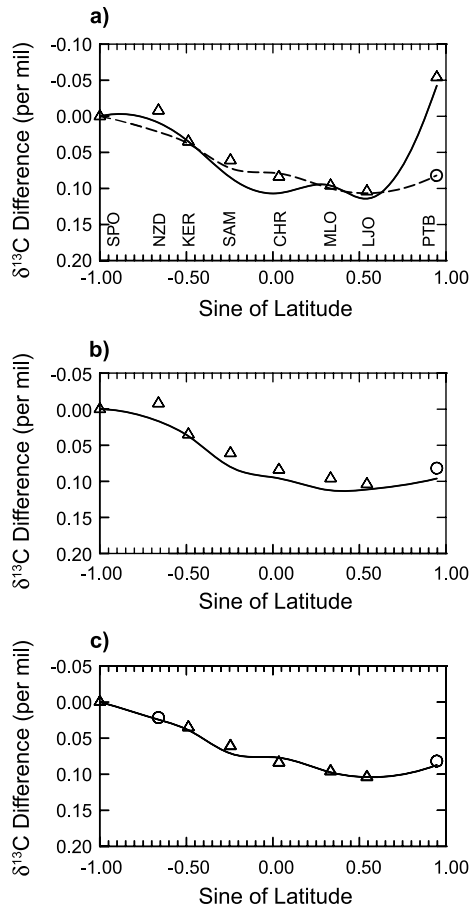 a)
-0.10
-0.05
0.00
0.05
0.10
0.15
0.20
δ13C Difference (per mil)
SPO
NZD
KER
SAM
CHR
MLO
LJO
PTB
-1.00 -0.50 0.00 0.50 1.00
Sine of Latitude
b)
-0.05
0.00
0.05
0.10
0.20
δ13C Difference (per mil)
-1.00 -0.50 0.00 0.50 1.00
Sine of Latitude
c)
-0.05
0.00
0.05
0.10
0.20
δ13C Difference (per mil)
-1.00 -0.50 0.00 0.50 1.00
Sine of Latitude